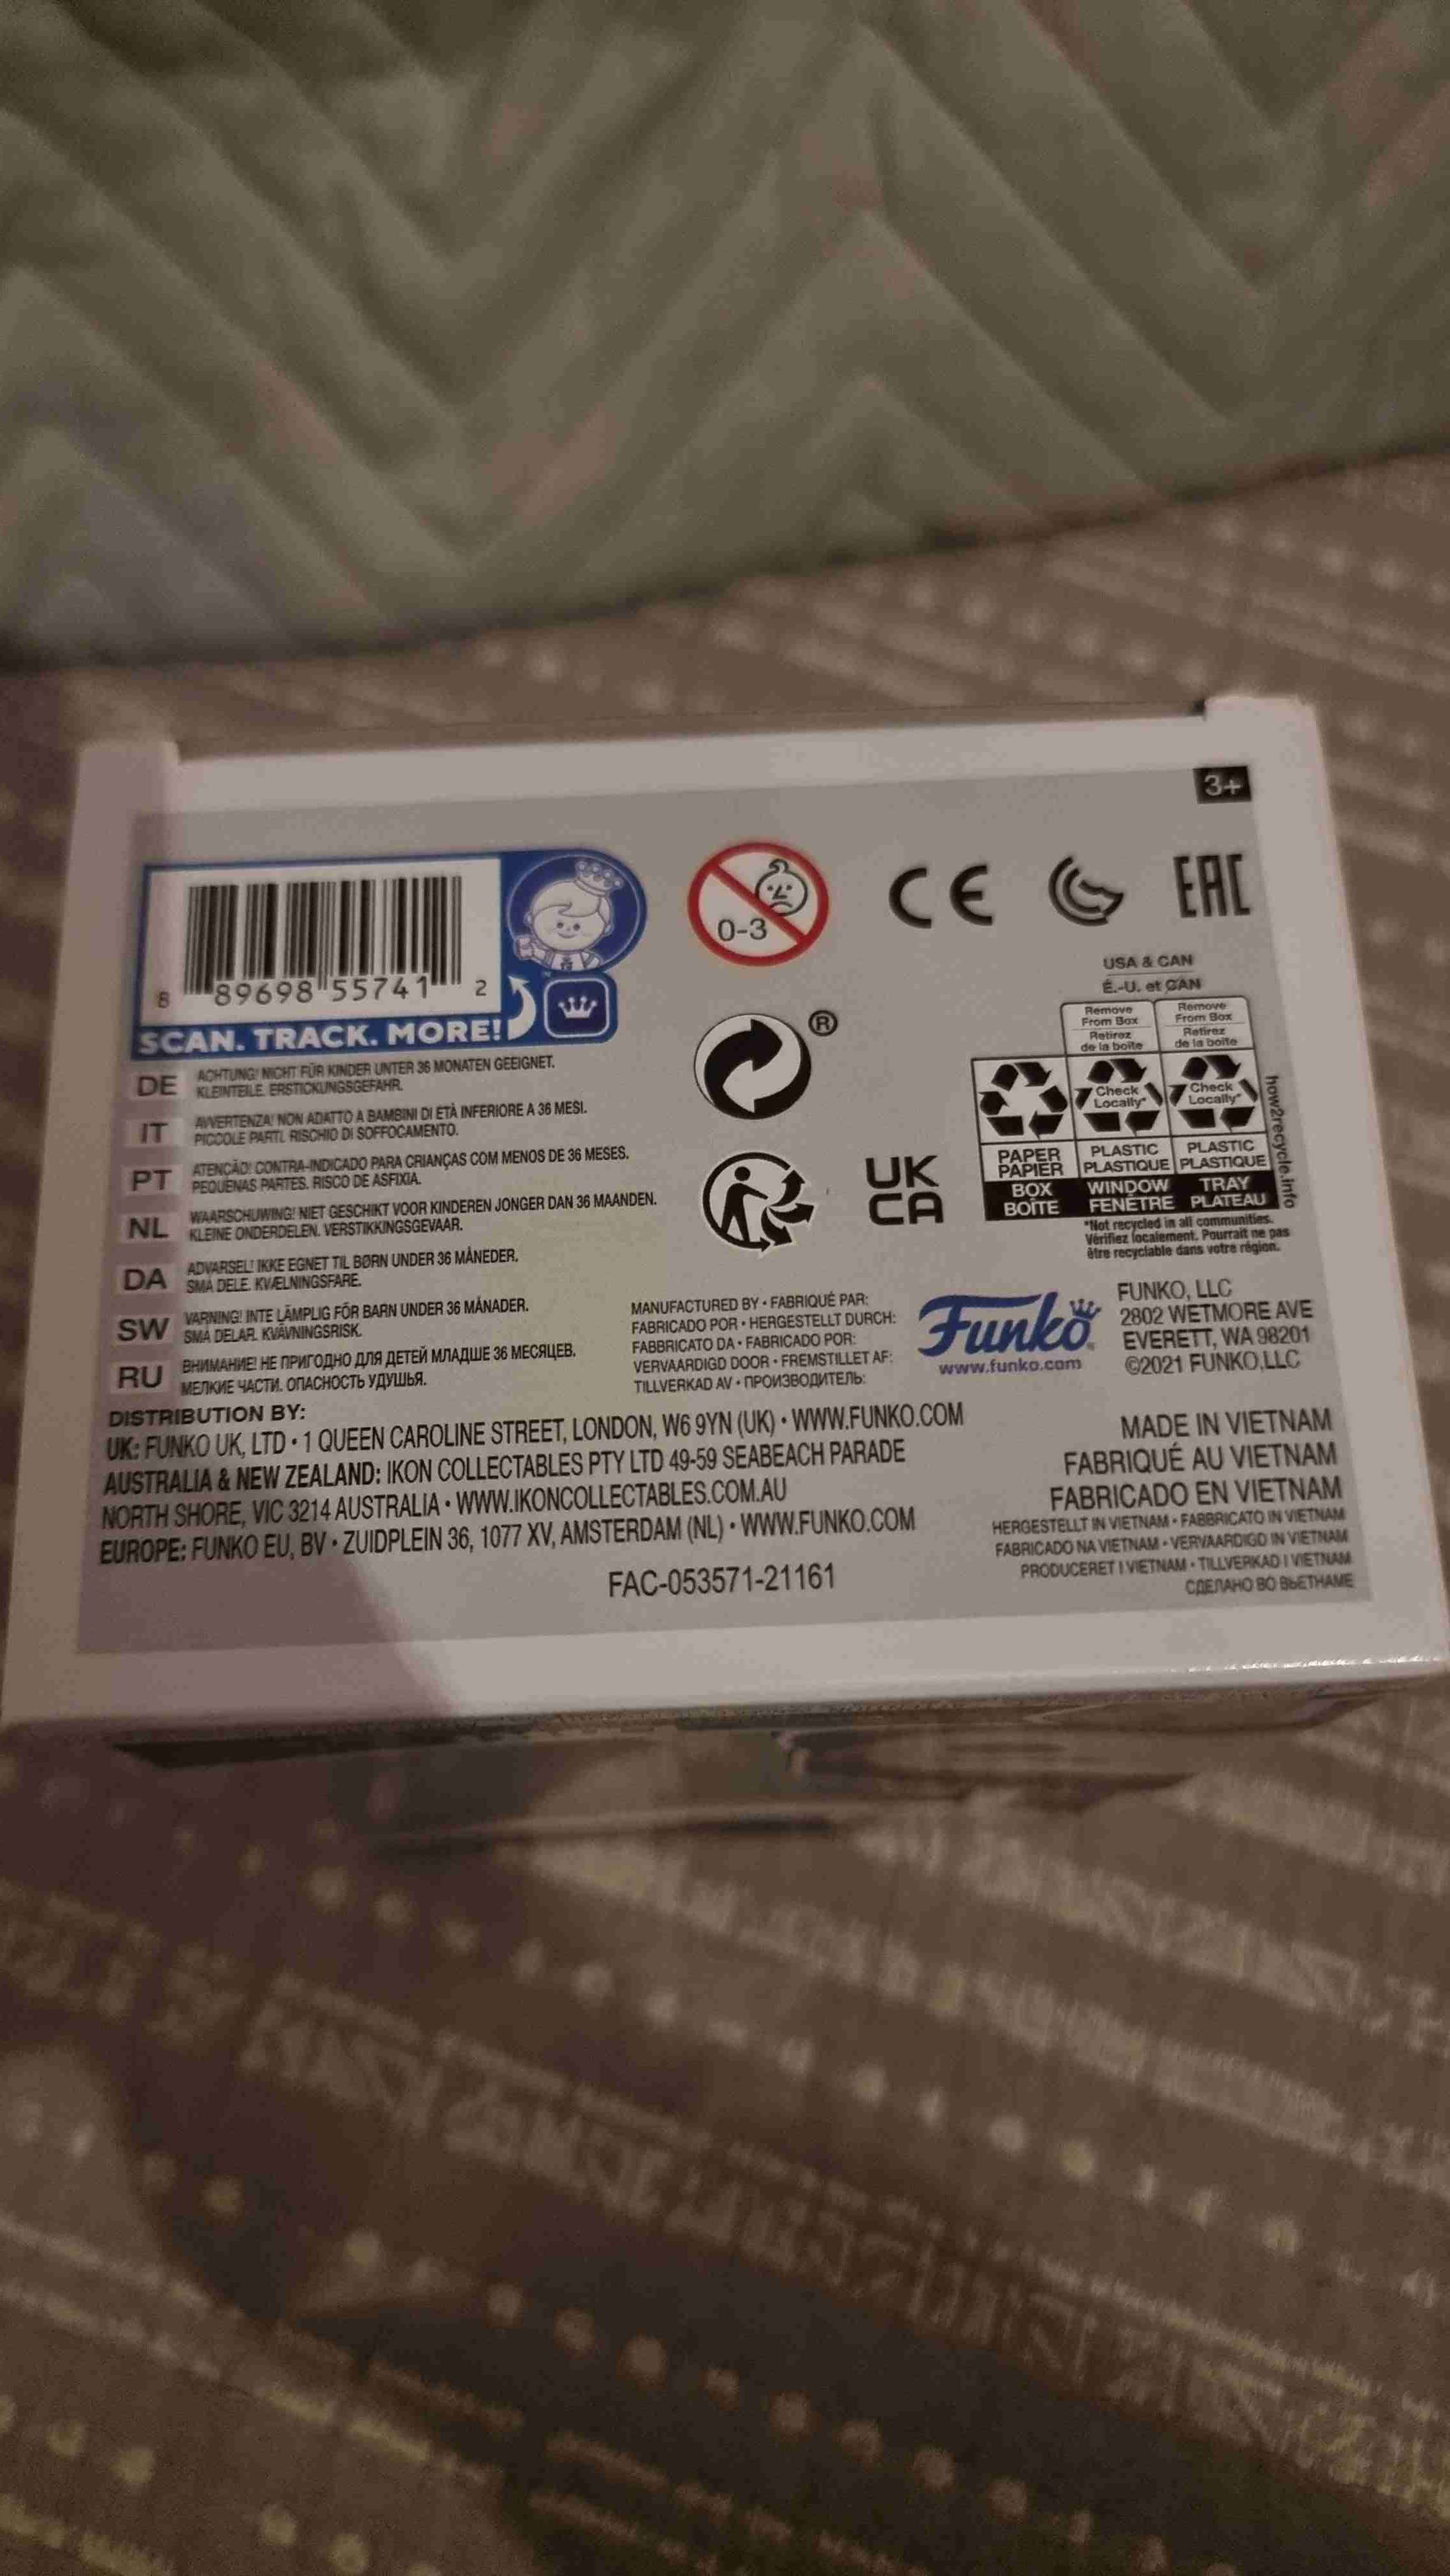 3+
8 89698 55741 2
SCAN. TRACK. MORE!
0-3
CE
EAC
DE ACHTUNG! NICHT FÜR KINDER UNTER 36 MONATEN GEEIGNET.
KLEINTEILE. ERSTICKUNGSGEFAHR.
IT AVVERTENZA! NON ADATTO A BAMBINI DI ETÀ INFERIORE A 36 MESI.
PICCOLE PARTI. RISCHIO DI SOFFOCAMENTO.
PT ATENÇÃO! CONTRA-INDICADO PARA CRIANÇAS COM MENOS DE 36 MESES.
PEQUENAS PARTES. RISCO DE ASFIXIA.
NL WAARSCHUWING! NIET GESCHIKT VOOR KINDEREN JONGER DAN 36 MAANDEN.
KLEINE ONDERDELEN. VERSTIKKINGSGEVAAR.
DA ADVARSEL! IKKE EGNET TIL BØRN UNDER 36 MÅNEDER.
SMÅ DELE. KVÆLNINGSFARE.
SW VARNING! INTE LÄMPLIG FÖR BARN UNDER 36 MÅNADER.
SMÅ DELAR. KVÄVNINGSRISK.
RU ВНИМАНИЕ! НЕ ПРИГОДНО ДЛЯ ДЕТЕЙ МЛАДШЕ 36 МЕСЯЦЕВ.
МЕЛКИЕ ЧАСТИ. ОПАСНОСТЬ УДУШЬЯ.
®
UK
CA
USA & CAN
É.-U. et CAN
Remove
From Box
Retirez
de la boîte
Remove
From Box
Retirez
de la boîte
Check
Locally*
Check
Locally*
PAPER
PAPIER
PLASTIC
PLASTIQUE
PLASTIC
PLASTIQUE
BOX
BOÎTE
WINDOW
FENÊTRE
TRAY
PLATEAU
how2recycle.info
*Not recycled in all communities.
Vérifiez localement. Pourrait ne pas
être recyclable dans votre région.
MANUFACTURED BY • FABRIQUÉ PAR:
FABRICADO POR • HERGESTELLT DURCH:
FABBRICATO DA • FABRICADO POR:
VERVAARDIGD DOOR • FREMSTILLET AF:
TILLVERKAD AV • ПРОИЗВОДИТЕЛЬ:
Funko
www.funko.com
FUNKO, LLC
2802 WETMORE AVE
EVERETT, WA 98201
©2021 FUNKO,LLC
DISTRIBUTION BY:
UK: FUNKO UK, LTD • 1 QUEEN CAROLINE STREET, LONDON, W6 9YN (UK) • WWW.FUNKO.COM
AUSTRALIA & NEW ZEALAND: IKON COLLECTABLES PTY LTD 49-59 SEABEACH PARADE
NORTH SHORE, VIC 3214 AUSTRALIA • WWW.IKONCOLLECTABLES.COM.AU
EUROPE: FUNKO EU, BV • ZUIDPLEIN 36, 1077 XV, AMSTERDAM (NL) • WWW.FUNKO.COM
FAC-053571-21161
MADE IN VIETNAM
FABRIQUÉ AU VIETNAM
FABRICADO EN VIETNAM
HERGESTELLT IN VIETNAM • FABBRICATO IN VIETNAM
FABRICADO NA VIETNAM • VERVAARDIGD IN VIETNAM
PRODUCERET I VIETNAM • TILLVERKAD I VIETNAM
СДЕЛАНО ВО ВЬЕТНАМЕ